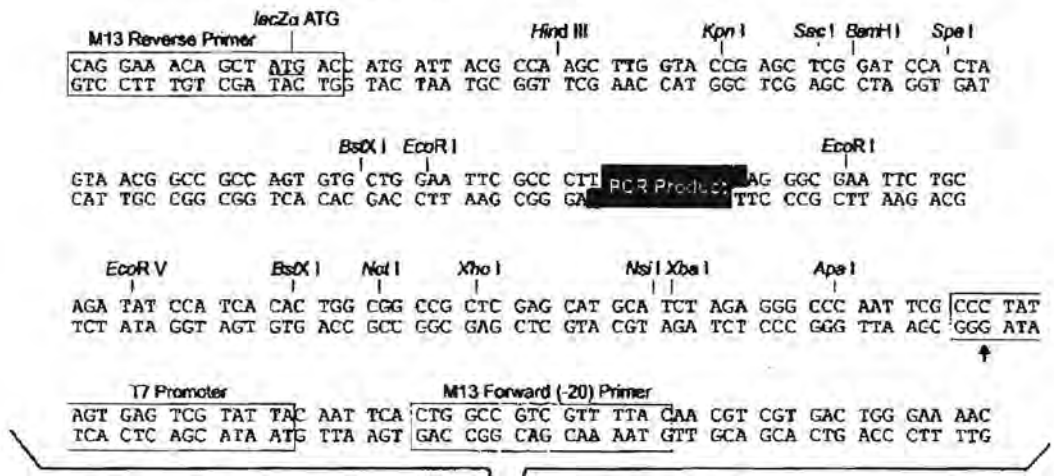 lacZα ATG
M13 Reverse Primer Hind III Kpn I Sac I BamH I Spe I
CAG GAA ACA GCT ATG ACC ATG ATT ACG CCA AGC TTG GTA CCG AGC TCG GAT CCA CTA
GTC CTT TGT CGA TAC TGG TAC TAA TGC GGT TCG AAC CAT GGC TCG AGC CTA GGT GAT
BstX I EcoR I EcoR I
GTA ACG GCC GCC AGT GTG CTG GAA TTC GCC CTT PCR Product AG GGC GAA TTC TGC
CAT TGC CGG CGG TCA CAC GAC CTT AAG CGG GA TTC CCG CTT AAG ACG
EcoR V BstX I Not I Xho I Nsi I Xba I Apa I
AGA TAT CCA TCA CAC TGG CGG CCG CTC GAG CAT GCA TCT AGA GGG CCC AAT TCG CCC TAT
TCT ATA GGT AGT GTG ACC GCC GGC GAG CTC GTA CGT AGA TCT CCC GGG TTA AGC GGG ATA
T7 Promoter M13 Forward (-20) Primer
AGT GAG TCG TAT TAC AAT TCA CTG GCC GTC GTT TTA CAA CGT CGT GAC TGG GAA AAC
TCA CTC AGC ATA ATG TTA AGT GAC CGG CAG CAA AAT GTT GCA GCA CTG ACC CTT TTG